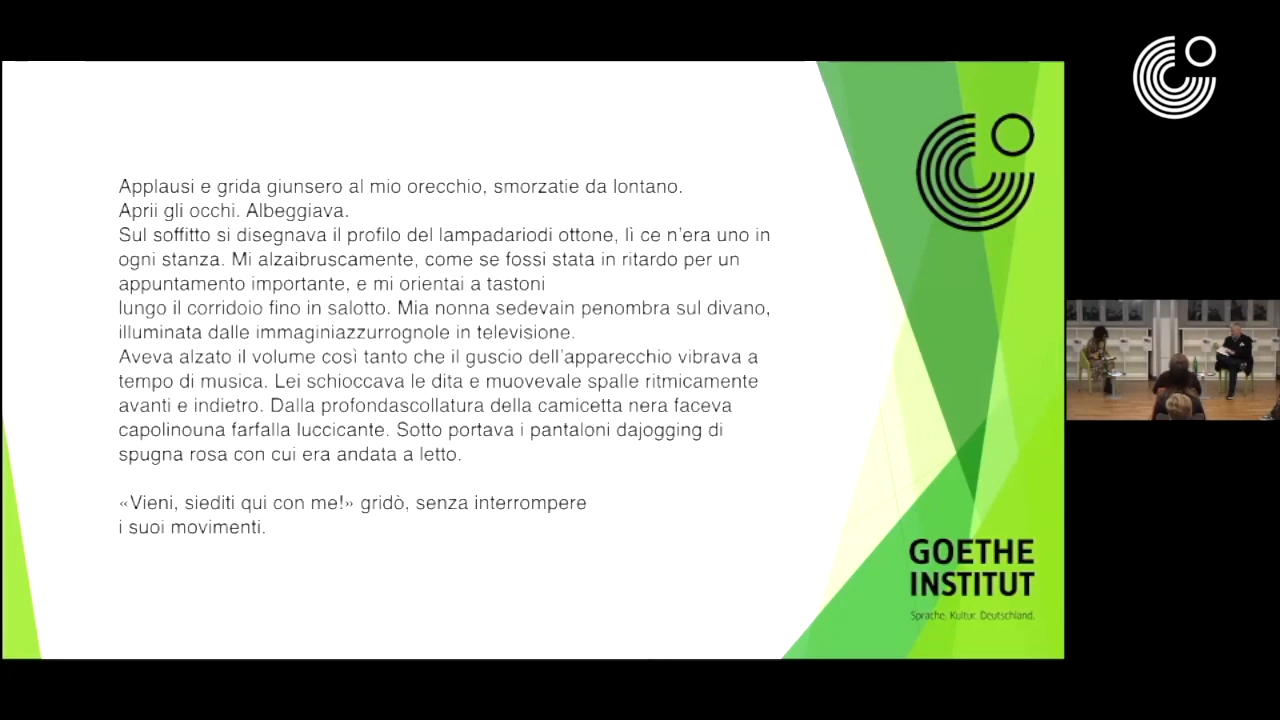 Applausi e grida giunsero al mio orecchio, smorzatie da lontano.
Aprii gli occhi. Albeggiava.
Sul soffitto si disegnava il profilo del lampadariodi ottone, lì ce n'era uno in
ogni stanza. Mi alzaibruscamente, come se fossi stata in ritardo per un
appuntamento importante, e mi orientai a tastoni
lungo il corridoio fino in salotto. Mia nonna sedevain penombra sul divano,
illuminata dalle immaginiazzurrognole in televisione.
Aveva alzato il volume così tanto che il guscio dell'apparecchio vibrava a
tempo di musica. Lei schioccava le dita e muovevale spalle ritmicamente
avanti e indietro. Dalla profondascollatura della camicetta nera faceva
capolinouna farfalla luccicante. Sotto portava i pantaloni dajogging di
spugna rosa con cui era andata a letto.
«Vieni, siediti qui con me!» gridò, senza interrompere
i suoi movimenti.
GOETHE
INSTITUT
Sprache. Kultur. Deutschland.